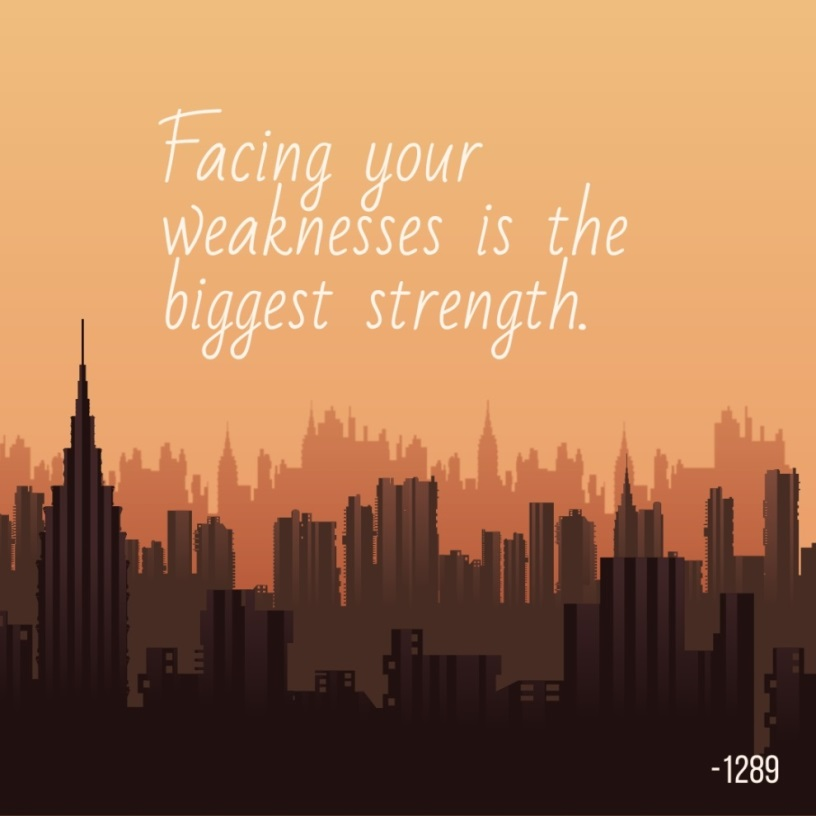 Facing your
weaknesses is the
biggest strength.
-1289